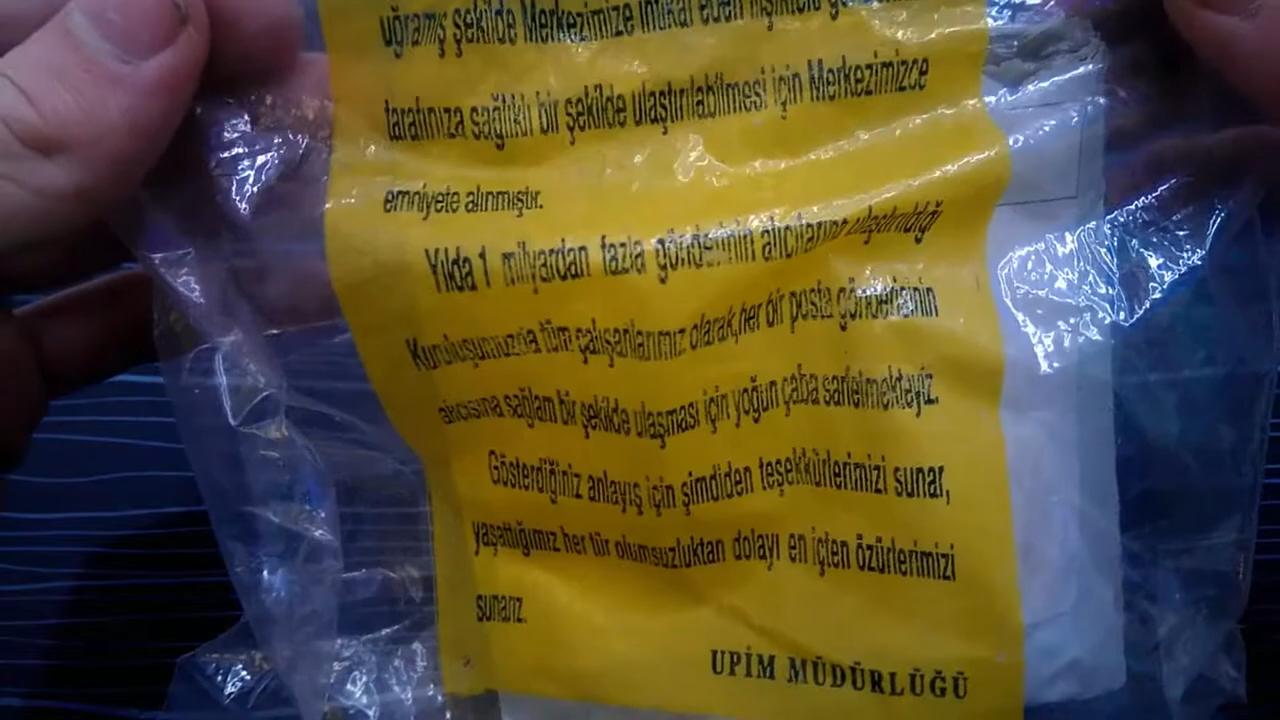 uğramış şekilde Merkezimize intikal eden ilişikteki
tarafınıza sağlıklı bir şekilde ulaştırılabilmesi için Merkezimizce
emniyete alınmıştır.
Yılda 1 milyardan fazla gönderinin alıcılarına ulaştırıldığı
Kuruluşumuzda tüm çalışanlarımız olarak,her bir posta gönderisinin
alıcısına sağlam bir şekilde ulaşması için yoğun çaba sarfetmekteyiz.
Gösterdiğiniz anlayış için şimdiden teşekkürlerimizi sunar,
yaşattığımız her tür olumsuzluktan dolayı en içten özürlerimizi
sunarız.
UPİM MÜDÜRLÜĞÜ